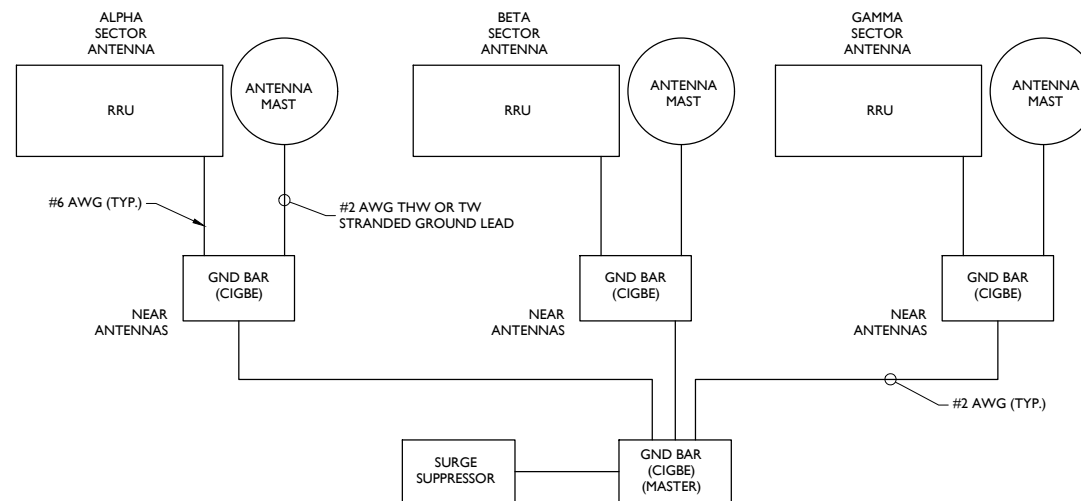 ALPHA
SECTOR
ANTENNA
BETA
SECTOR
ANTENNA
GAMMA
SECTOR
ANTENNA
RRU
ANTENNA
MAST
RRU
ANTENNA
MAST
RRU
ANTENNA
MAST
#6 AWG (TYP.)
#2 AWG THW OR TW
STRANDED GROUND LEAD
GND BAR
(CIGBE)
GND BAR
(CIGBE)
GND BAR
(CIGBE)
NEAR
ANTENNAS
NEAR
ANTENNAS
NEAR
ANTENNAS
#2 AWG (TYP.)
SURGE
SUPPRESSOR
GND BAR
(CIGBE)
(MASTER)